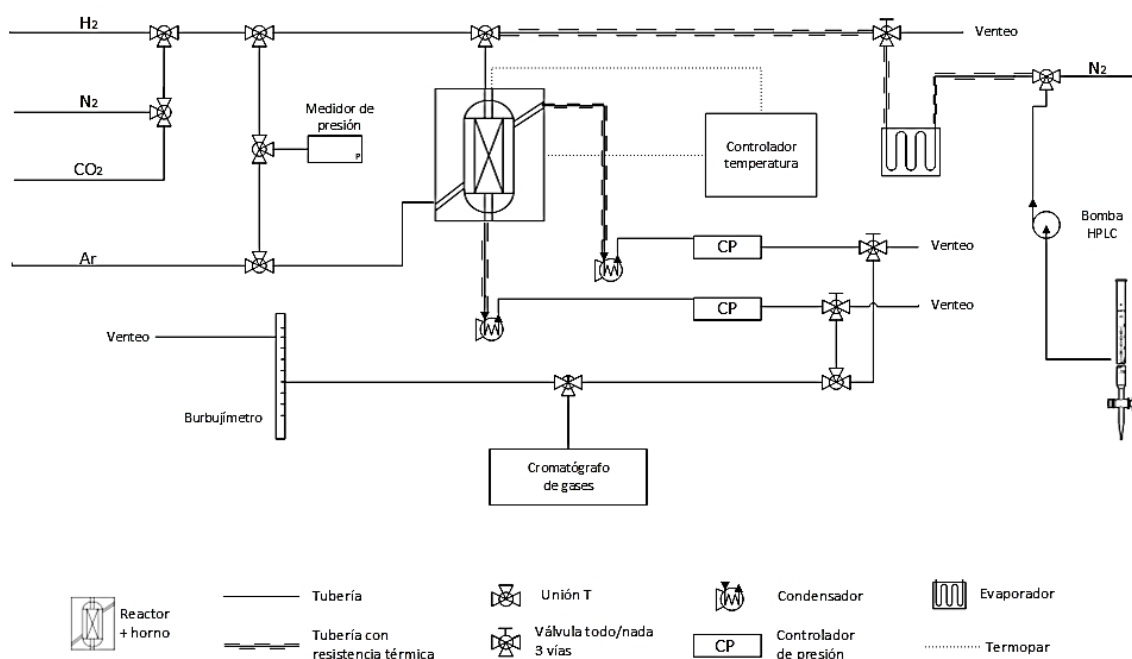 H₂
Venteo
N₂
N₂
Medidor de
presión
P
CO₂
Controlador
temperatura
Bomba
HPLC
Ar
CP
Venteo
CP
Venteo
Venteo
Burbujímetro
Cromatógrafo
de gases
Reactor
+ horno
Tubería
Tubería con
resistencia térmica
Unión T
Válvula todo/nada
3 vías
Condensador
CP
Controlador
de presión
Evaporador
Termopar